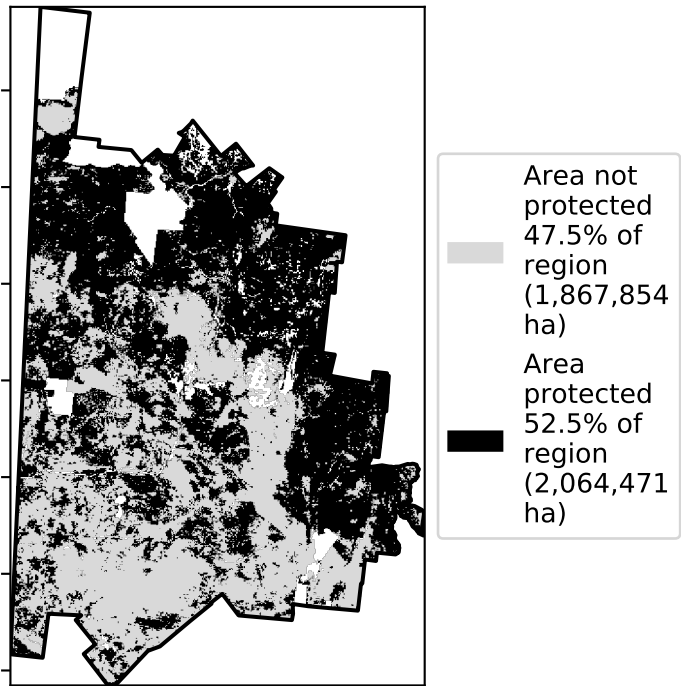 Area not
protected
47.5% of
region
(1,867,854
ha)
Area
protected
52.5% of
region
(2,064,471
ha)